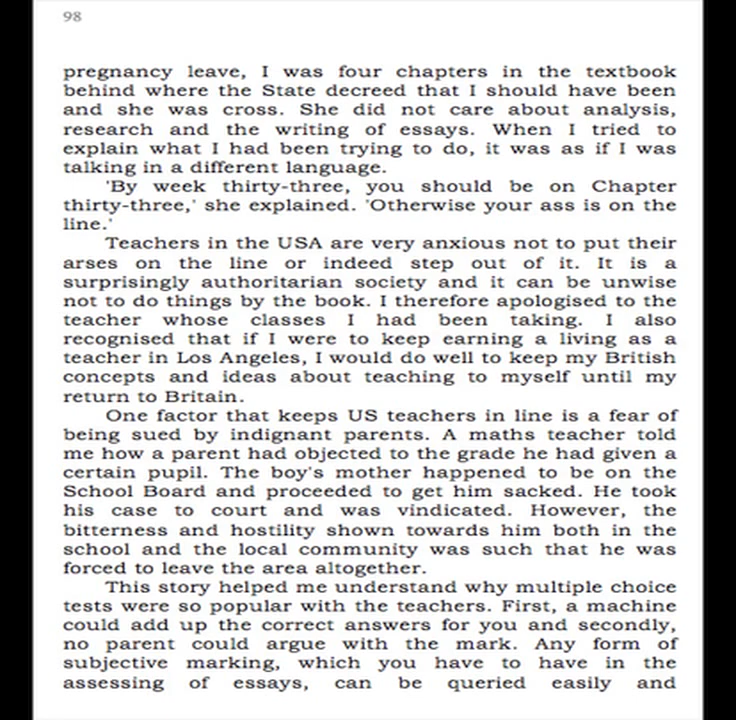 98
pregnancy leave, I was four chapters in the textbook
behind where the State decreed that I should have been
and she was cross. She did not care about analysis,
research and the writing of essays. When I tried to
explain what I had been trying to do, it was as if I was
talking in a different language.
'By week thirty-three, you should be on Chapter
thirty-three,' she explained. 'Otherwise your ass is on the
line.'
Teachers in the USA are very anxious not to put their
arses on the line or indeed step out of it. It is a
surprisingly authoritarian society and it can be unwise
not to do things by the book. I therefore apologised to the
teacher whose classes I had been taking. I also
recognised that if I were to keep earning a living as a
teacher in Los Angeles, I would do well to keep my British
concepts and ideas about teaching to myself until my
return to Britain.
One factor that keeps US teachers in line is a fear of
being sued by indignant parents. A maths teacher told
me how a parent had objected to the grade he had given a
certain pupil. The boy's mother happened to be on the
School Board and proceeded to get him sacked. He took
his case to court and was vindicated. However, the
bitterness and hostility shown towards him both in the
school and the local community was such that he was
forced to leave the area altogether.
This story helped me understand why multiple choice
tests were so popular with the teachers. First, a machine
could add up the correct answers for you and secondly,
no parent could argue with the mark. Any form of
subjective marking, which you have to have in the
assessing of essays, can be queried easily and